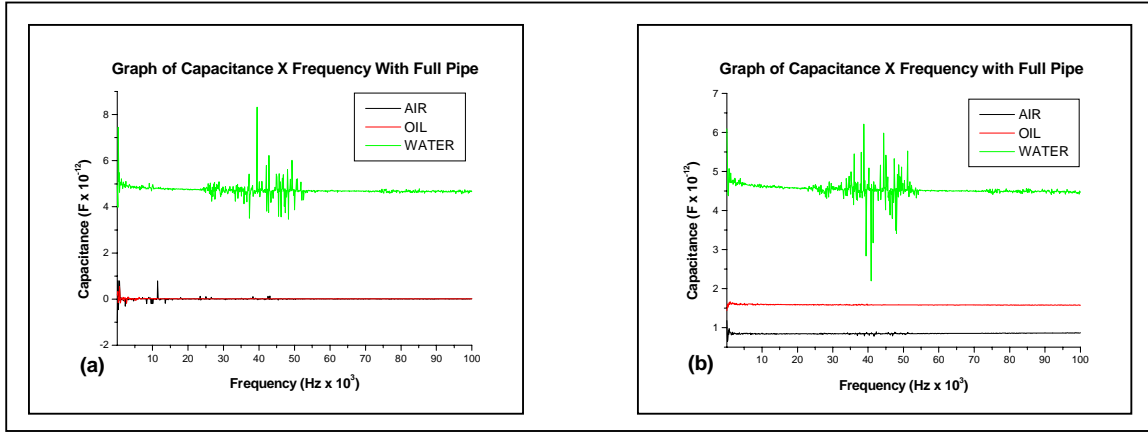 Graph of Capacitance X Frequency With Full Pipe
AIR
OIL
WATER
8
6
4
2
0
-2
Capacitance (F x 10⁻¹²)
10 20 30 40 50 60 70 80 90 100
Frequency (Hz x 10³)
(a)
Graph of Capacitance X Frequency with Full Pipe
AIR
OIL
WATER
7
6
5
4
3
2
1
Capacitance (F x 10⁻¹²)
10 20 30 40 50 60 70 80 90 100
Frequency (Hz x 10³)
(b)